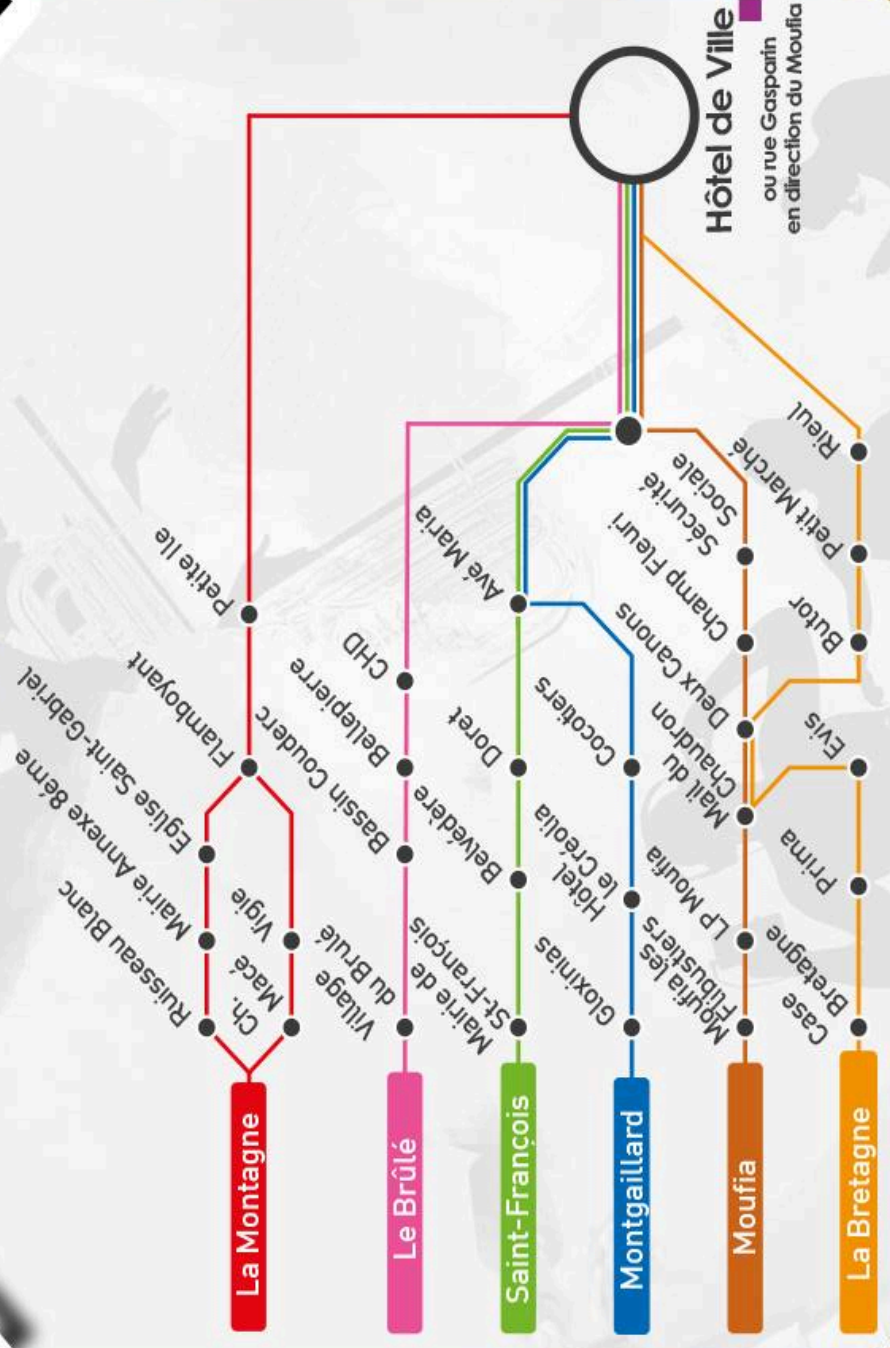 Hôtel de Ville
ou rue Gasparin
en direction du Moufia
La Montagne
Ruisseau Blanc
Mairie Annexe 8éme
Eglise Saint-Gabriel
Ch.
Macé
Vigie
Flamboyant
Petite Ile
Le Brûlé
Village
du Brulé
Bassin Couderc
Bellepierre
CHD
Saint-François
Mairie de
St-François
Belvédère
Doret
Avé Maria
Montgaillard
Gloxinias
Hôtel
le Créolia
Cocotiers
Moufia
Moufia les
Flibustiers
LP Moufia
Mail du
Chaudron
Deux Canons
Champ Fleuri
Sécurité
Sociale
La Bretagne
Case
Bretagne
Prima
Evis
Butor
Petit Marché
Rieul